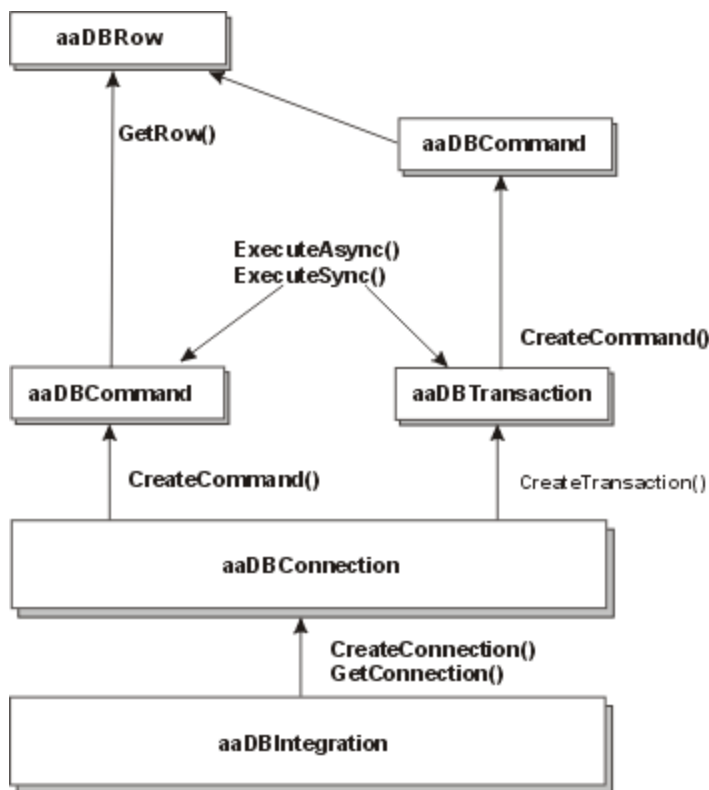 aaDBRow
GetRow()
aaDBCommand
ExecuteAsync()
ExecuteSync()
CreateCommand()
aaDBCommand
aaDBTransaction
CreateCommand()
CreateTransaction()
aaDBConnection
CreateConnection()
GetConnection()
aaDBIntegration